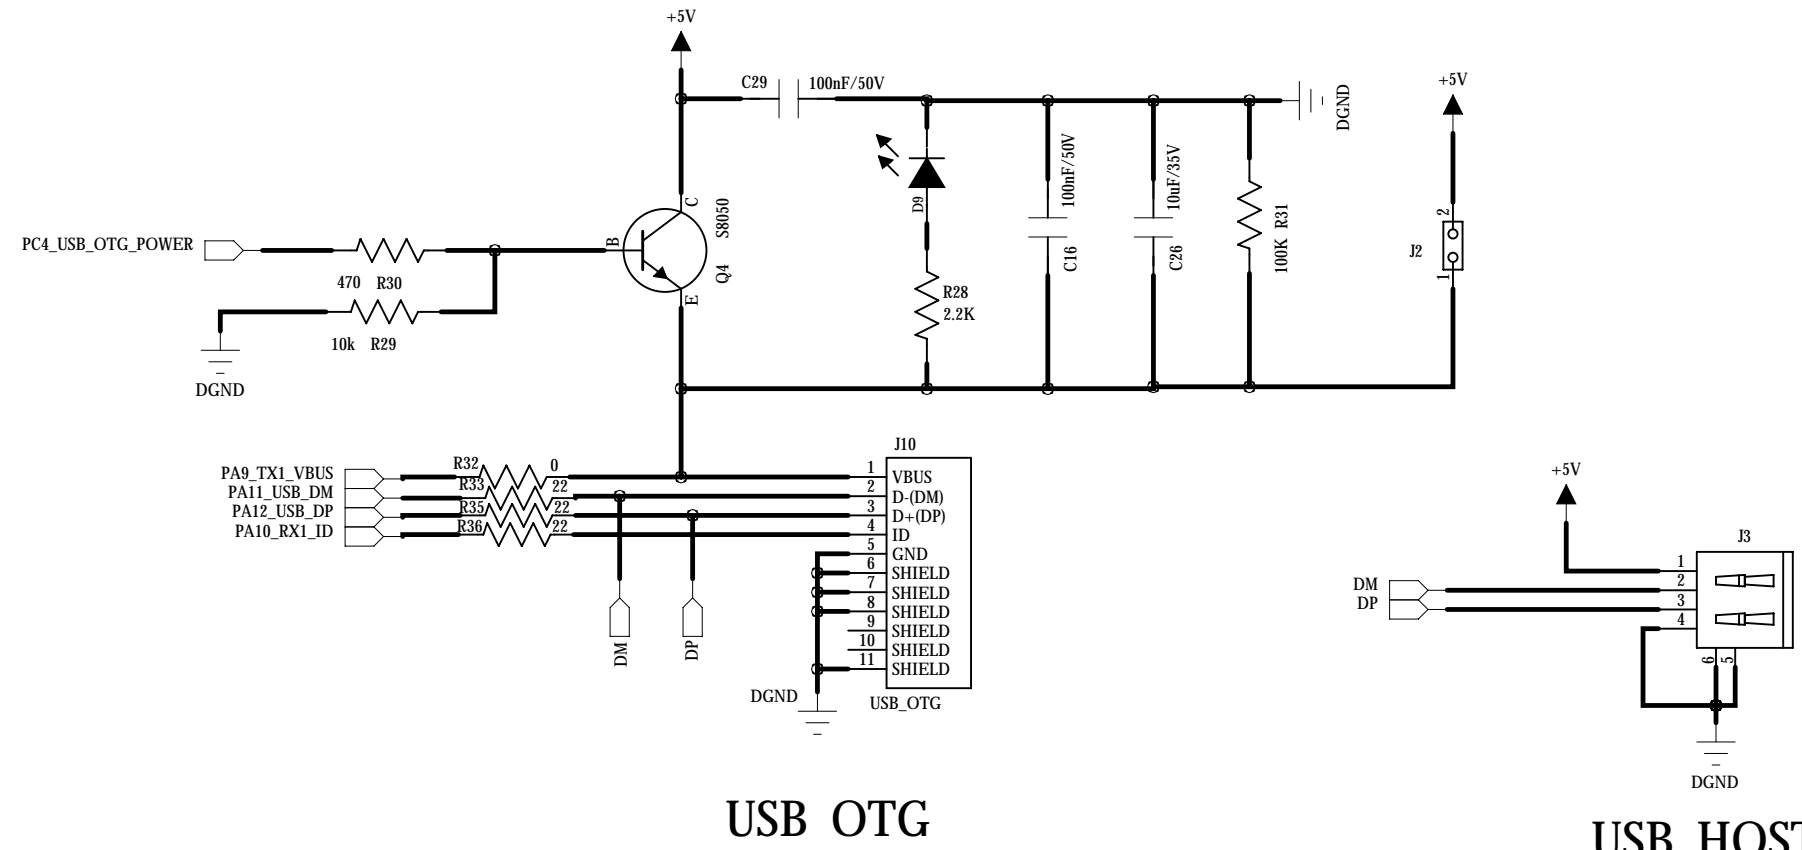 +5V
C29 100nF/50V
DGND
+5V
100nF/50V
C16
10uF/35V
C26
100K R31
D9
R28
2.2K
J2
2
1
PC4_USB_OTG_POWER
470 R30
10k R29
DGND
B
C
E
S8050
Q4
PA9_TX1_VBUS
PA11_USB_DM
PA12_USB_DP
PA10_RX1_ID
R32 0
R33 22
R35 22
R36 22
DM
DP
J10
1 VBUS
2 D-(DM)
3 D+(DP)
4 ID
5 GND
6 SHIELD
7 SHIELD
8 SHIELD
9 SHIELD
10 SHIELD
11 SHIELD
DGND
USB_OTG
USB OTG
+5V
J3
DM
DP
1
2
3
4
6
5
DGND
USB HOST